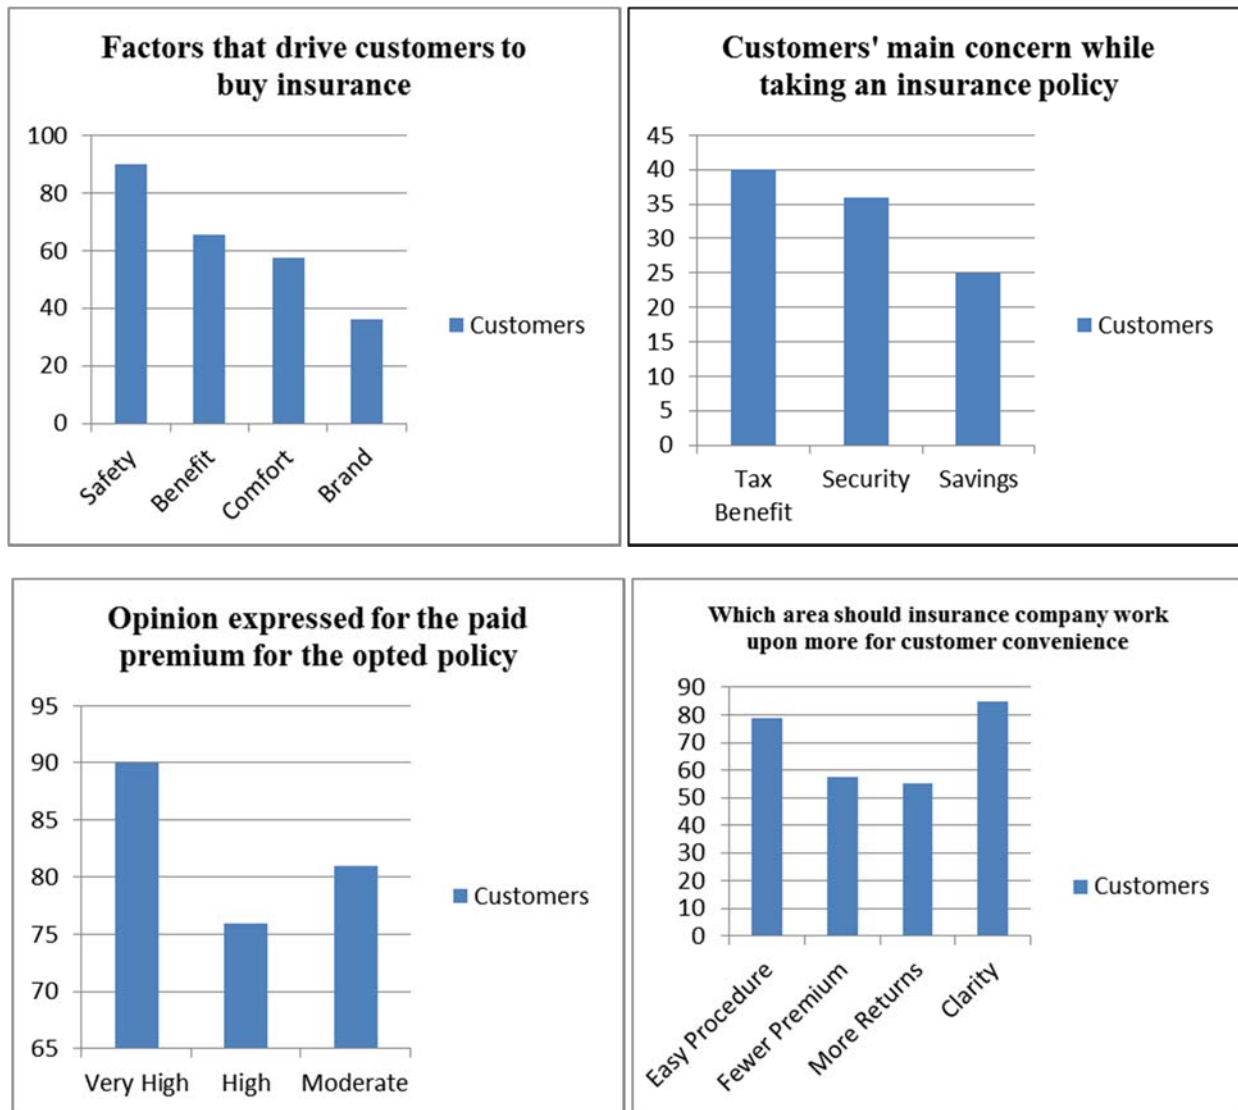 Factors that drive customers to
buy insurance
100
80
60
40
20
0
Safety
Benefit
Comfort
Brand
Customers
Customers' main concern while
taking an insurance policy
45
40
35
30
25
20
15
10
5
0
Tax
Benefit
Security
Savings
Customers
Opinion expressed for the paid
premium for the opted policy
95
90
85
80
75
70
65
Very High
High
Moderate
Customers
Which area should insurance company work
upon more for customer convenience
90
80
70
60
50
40
30
20
10
0
Easy Procedure
Fewer Premium
More Returns
Clarity
Customers